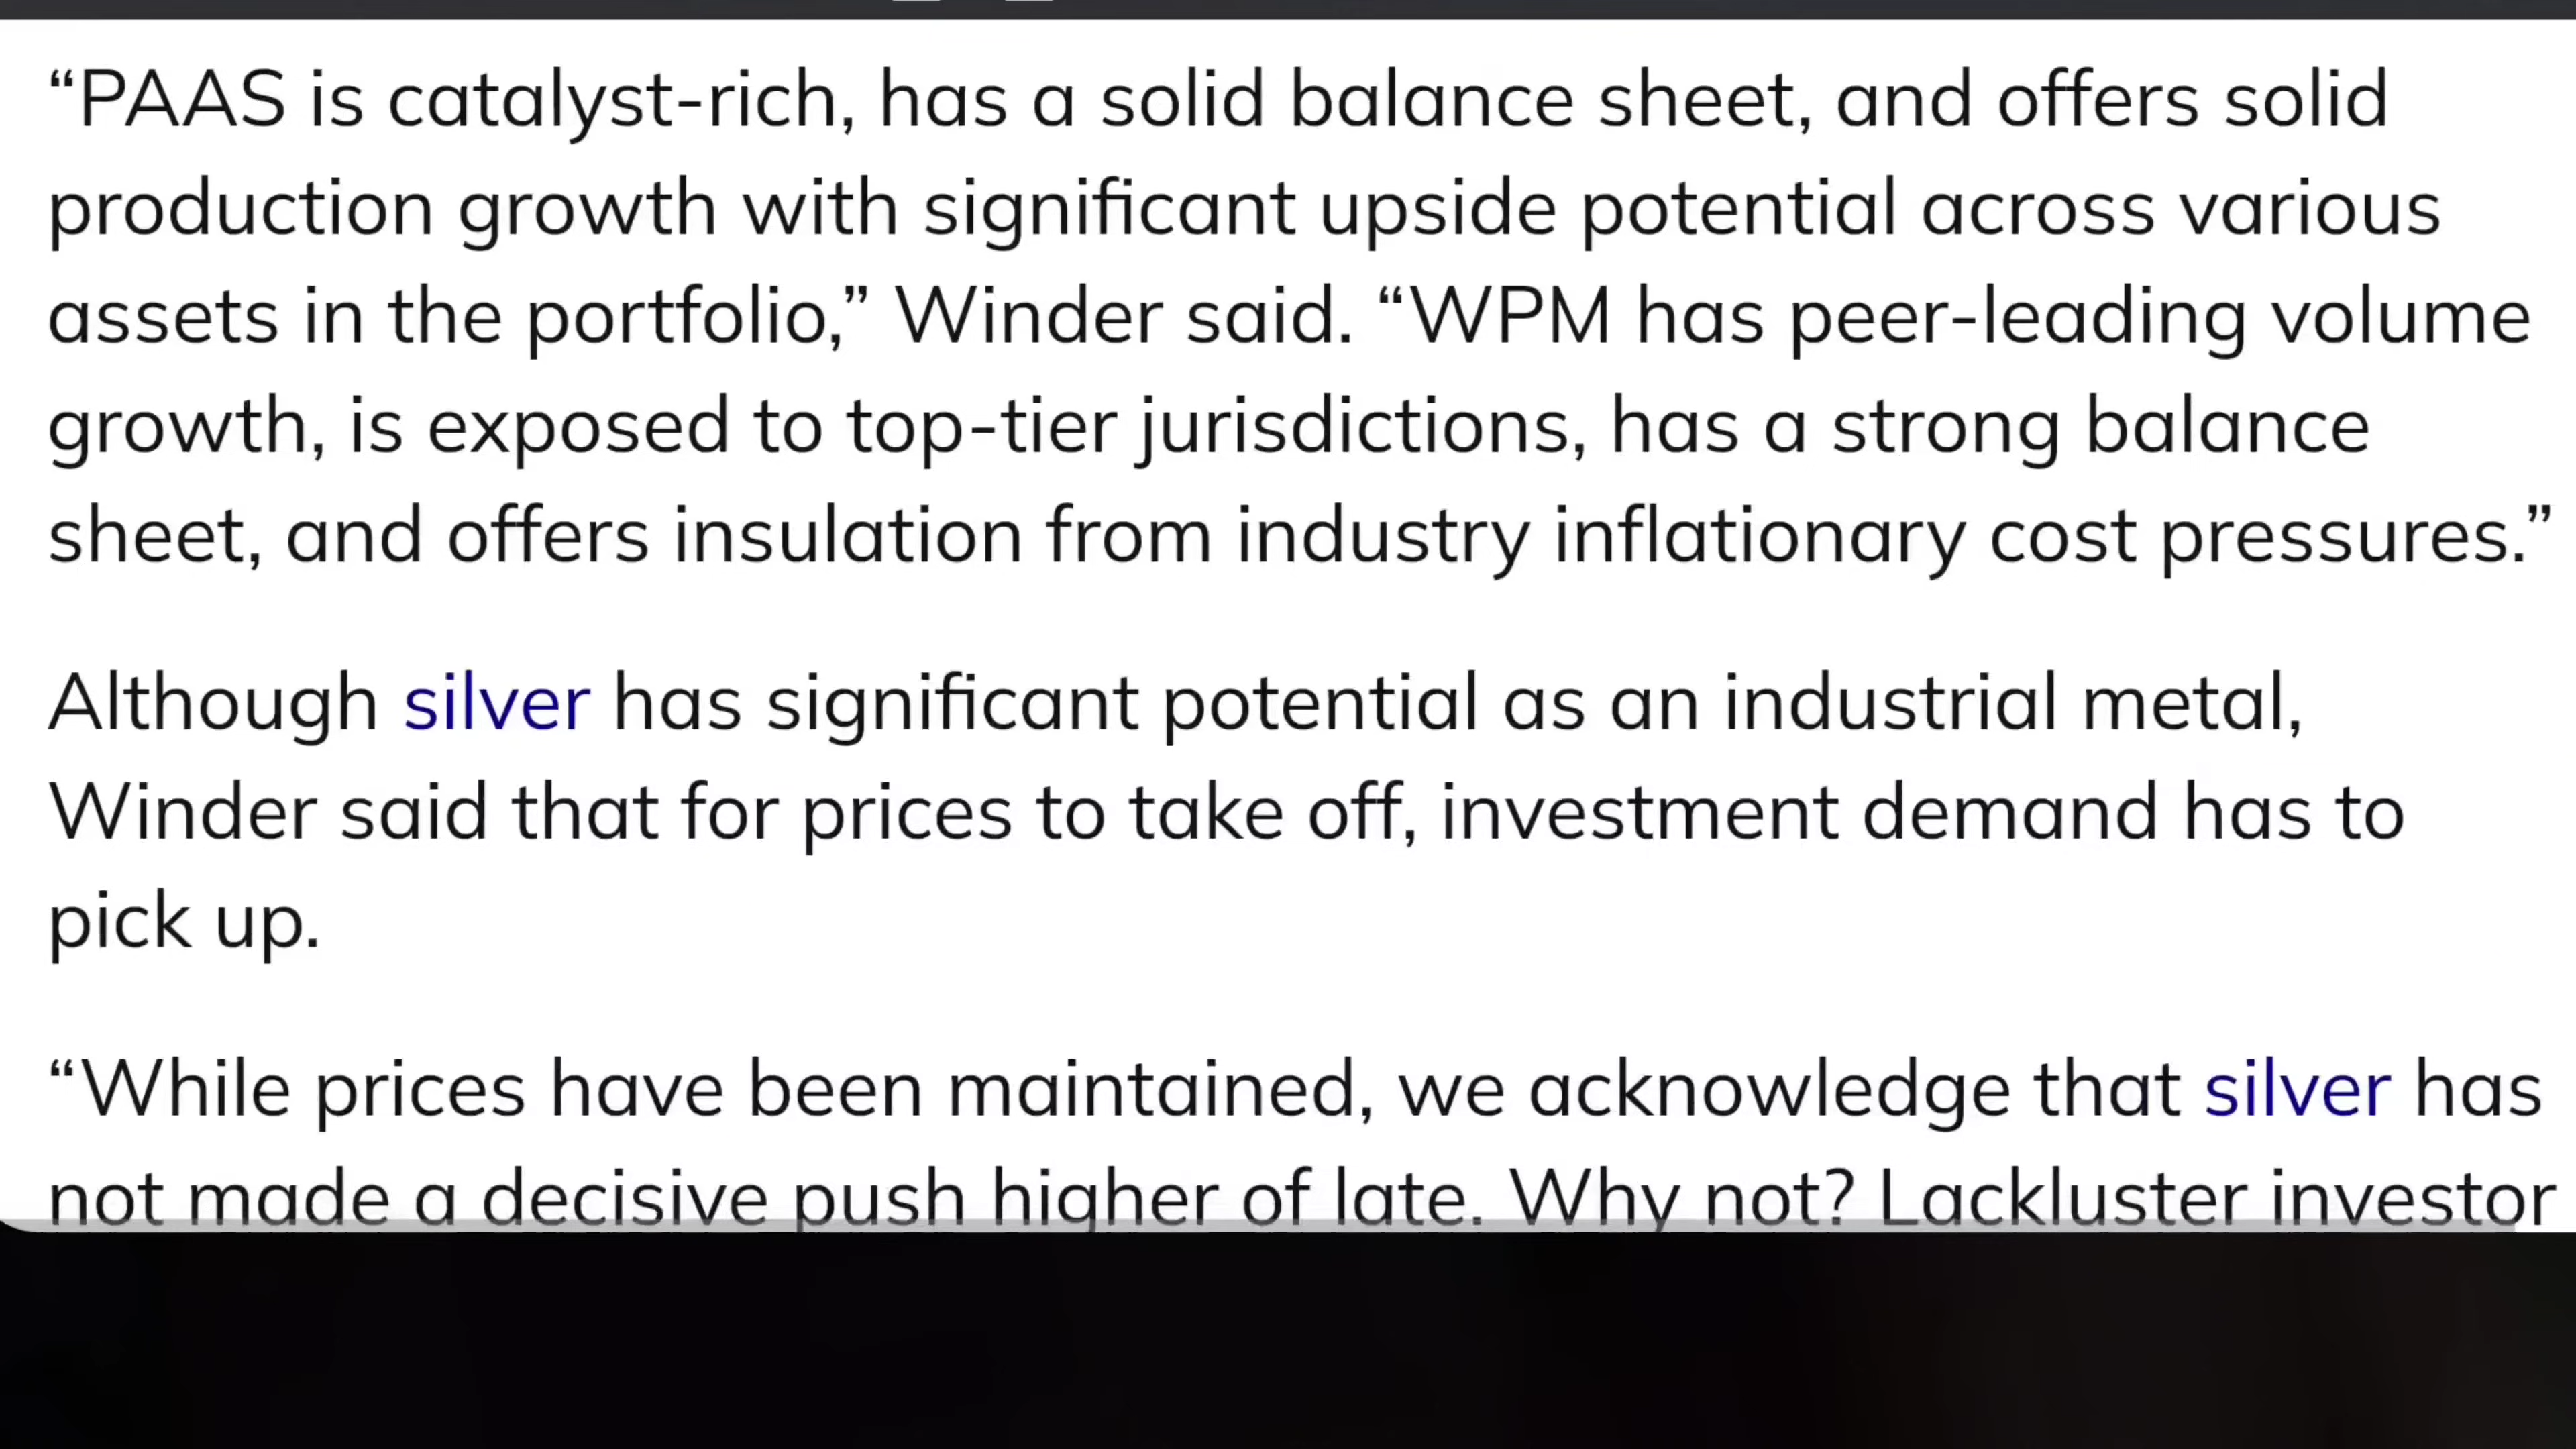 “PAAS is catalyst-rich, has a solid balance sheet, and offers solid
production growth with significant upside potential across various
assets in the portfolio,” Winder said. “WPM has peer-leading volume
growth, is exposed to top-tier jurisdictions, has a strong balance
sheet, and offers insulation from industry inflationary cost pressures.”
Although silver has significant potential as an industrial metal,
Winder said that for prices to take off, investment demand has to
pick up.
“While prices have been maintained, we acknowledge that silver has
not made a decisive push higher of late. Why not? Lackluster investor